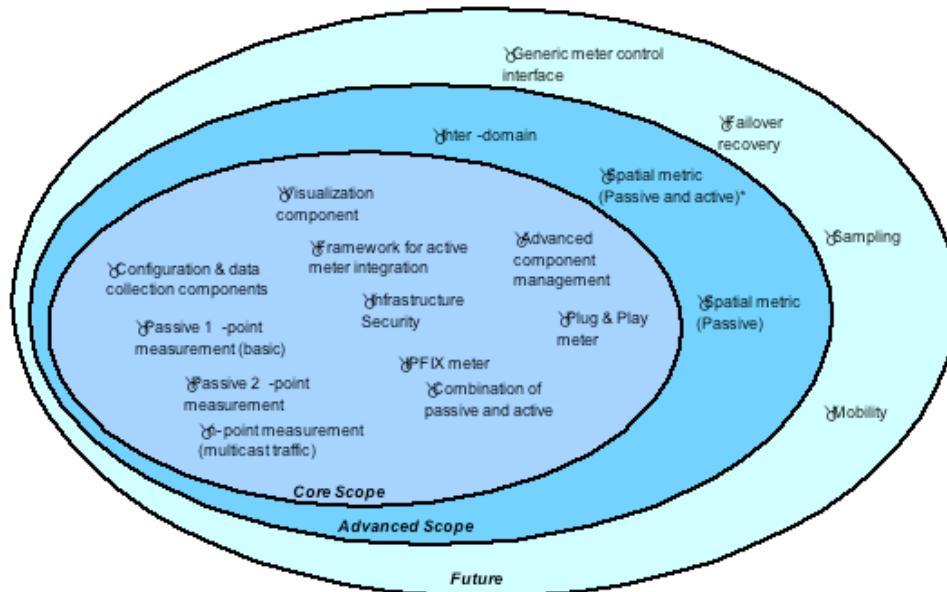 Generic meter control
interface
Failover
recovery
Inter -domain
Spatial metric
(Passive and active)*
Visualization
component
Advanced
component
management
Sampling
Framework for active
meter integration
Configuration & data
collection components
Infrastructure
Security
Spatial metric
(Passive)
Plug & Play
meter
Passive 1 -point
measurement (basic)
IPFIX meter
Passive 2 -point
measurement
Combination of
passive and active
Mobility
n-point measurement
(multicast traffic)
Core Scope
Advanced Scope
Future